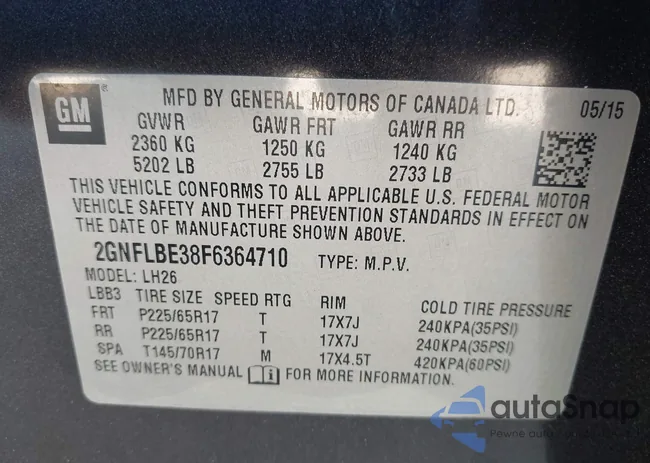 GM
MFD BY GENERAL MOTORS OF CANADA LTD. 05/15
GVWR GAWR FRT GAWR RR
2360 KG 1250 KG 1240 KG
5202 LB 2755 LB 2733 LB
THIS VEHICLE CONFORMS TO ALL APPLICABLE U.S. FEDERAL MOTOR
VEHICLE SAFETY AND THEFT PREVENTION STANDARDS IN EFFECT ON
THE DATE OF MANUFACTURE SHOWN ABOVE.
2GNFLBE38F6364710 TYPE: M.P.V.
MODEL: LH26
LBB3 TIRE SIZE SPEED RTG RIM COLD TIRE PRESSURE
FRT P225/65R17 T 17X7J 240KPA(35PSI)
RR P225/65R17 T 17X7J 240KPA(35PSI)
SPA T145/70R17 M 17X4.5T 420KPA(60PSI)
SEE OWNER'S MANUAL i FOR MORE INFORMATION.
autoSnap
Pewne auto